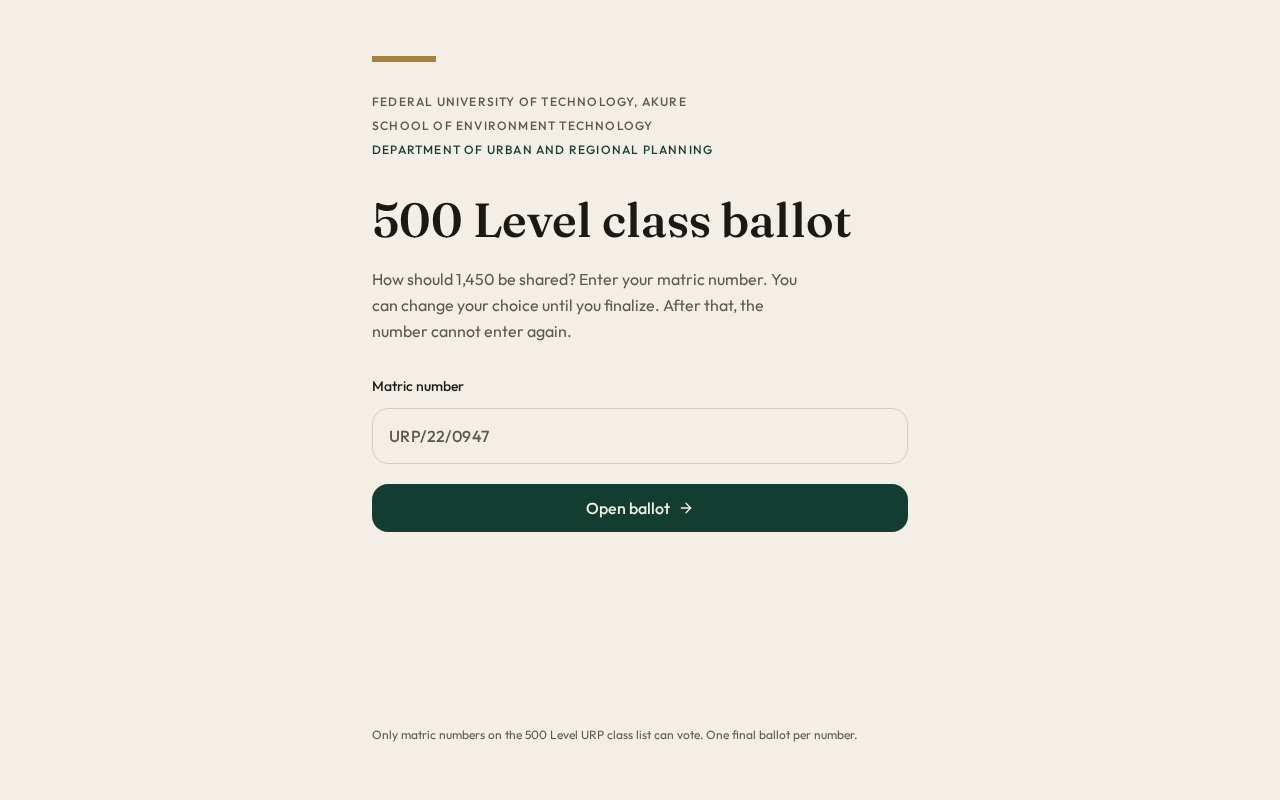 FEDERAL UNIVERSITY OF TECHNOLOGY, AKURE
SCHOOL OF ENVIRONMENT TECHNOLOGY
DEPARTMENT OF URBAN AND REGIONAL PLANNING
500 Level class ballot
How should 1,450 be shared? Enter your matric number. You
can change your choice until you finalize. After that, the
number cannot enter again.
Matric number
URP/22/0947
Open ballot →
Only matric numbers on the 500 Level URP class list can vote. One final ballot per number.